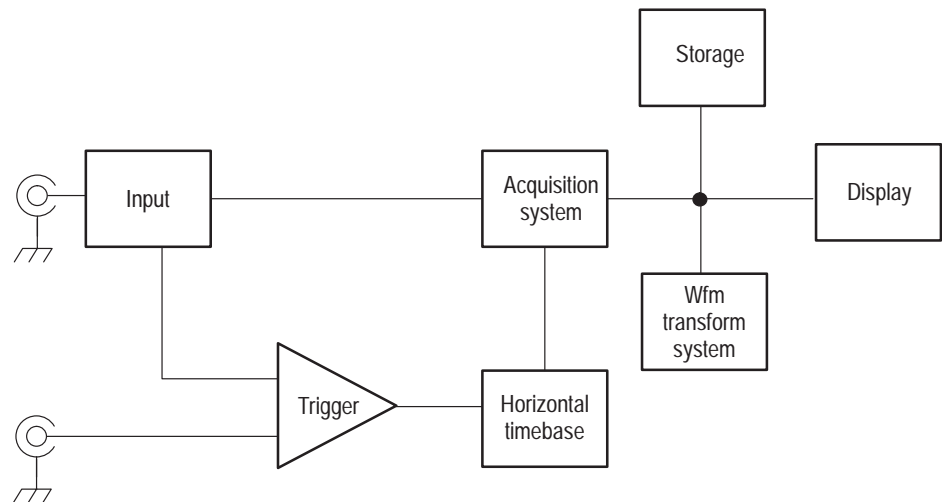 Storage
Input
Acquisition
system
Display
Wfm
transform
system
Trigger
Horizontal
timebase